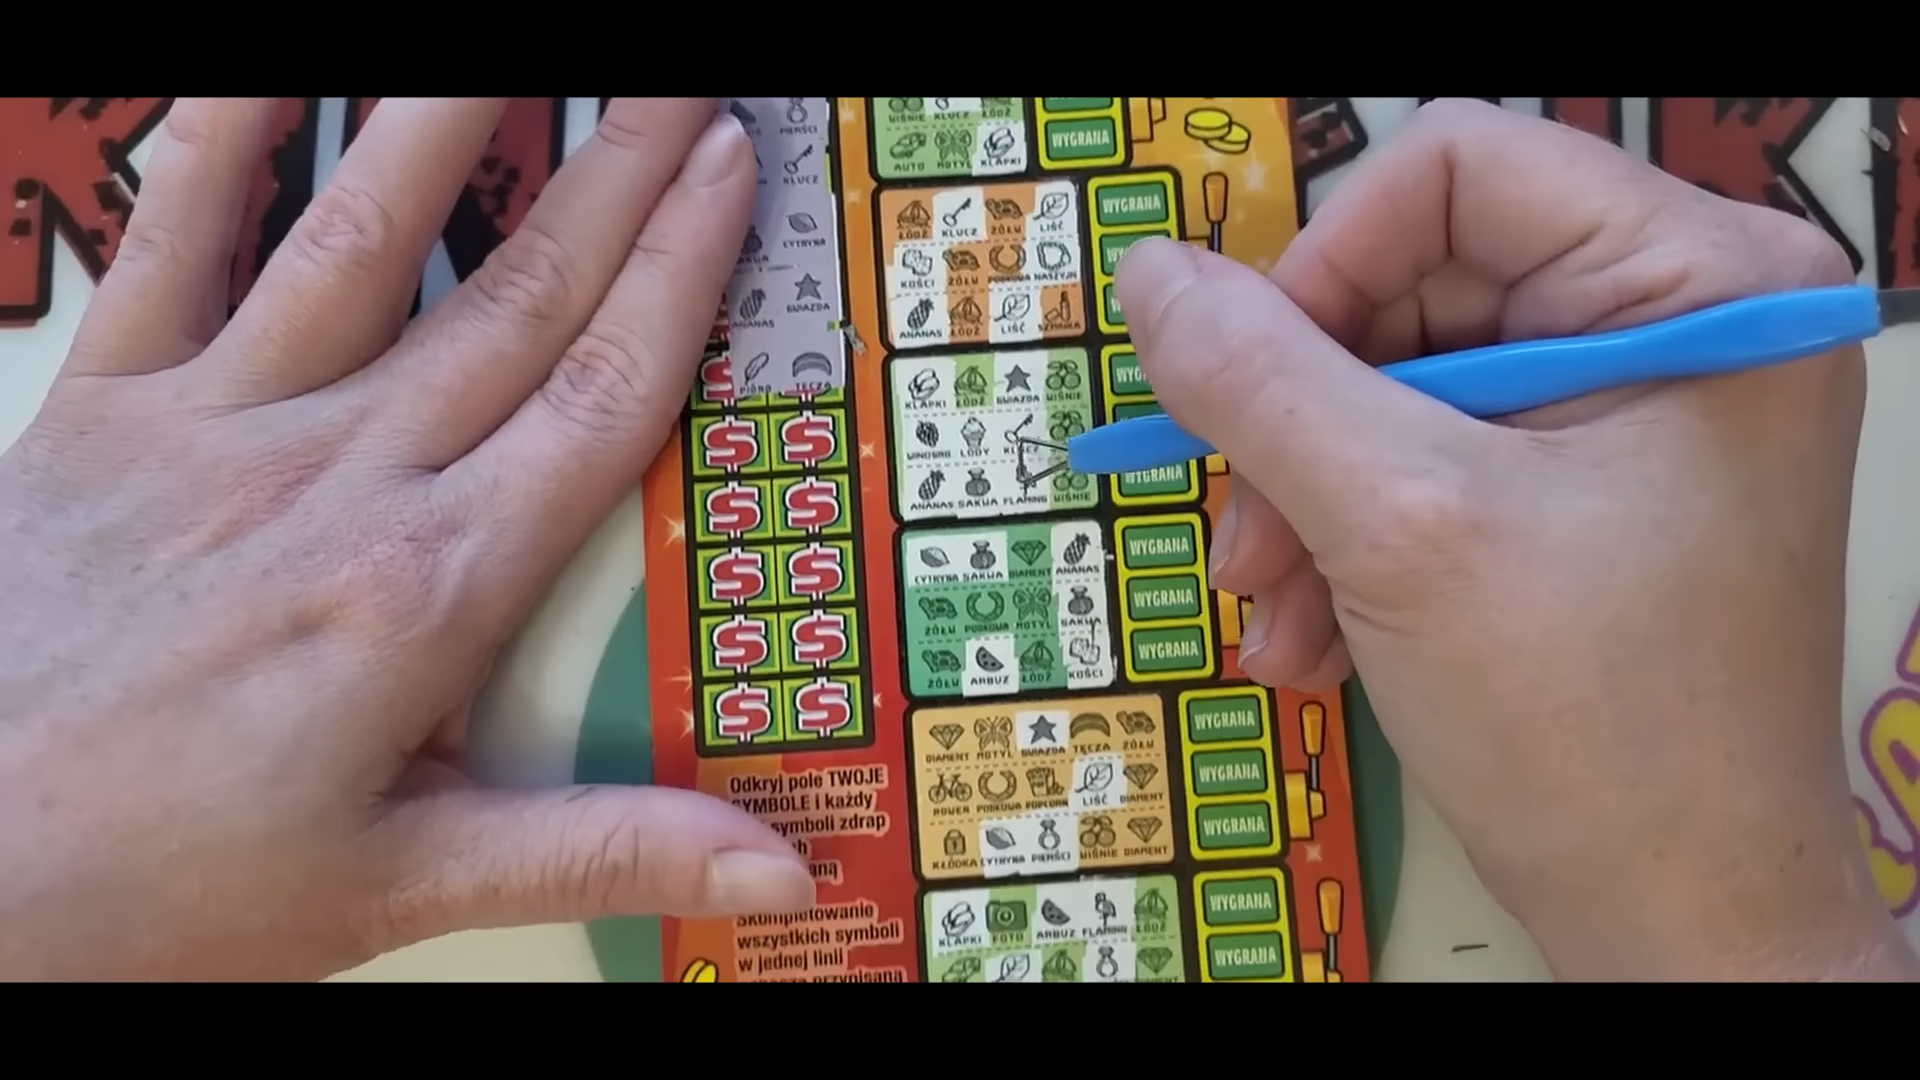 PIERŚCI
KLUCZ
CYTRYNA
GWIAZDA
ANANAS
PIÓRO TĘCZA
$ $
$ $
$ $
$ $
$ $
Odkryj pole TWOJE
SYMBOLE i każdy
symboli zdrap
Skompletowanie
wszystkich symboli
w jednej linii
WIŚNIE KLUCZ ŁÓDŹ
AUTO MOTYL KLAPKI
WYGRANA
ŁÓDŹ KLUCZ ŻÓŁW LIŚĆ
KOŚCI ŻÓŁW PODKOWA NASZYJN
ANANAS ŁÓDŹ LIŚĆ SZMINKA
WYGRANA
KLAPKI ŁÓDŹ GWIAZDA WIŚNIE
WINOGRO LODY KLUCZ
ANANAS SAKWA FLAMING WIŚNIE
WYGRANA
CYTRYNA SAKWA DIAMENT ANANAS
ŻÓŁW PODKOWA MOTYL SAKWA
ŻÓŁW ARBUZ ŁÓDŹ KOŚCI
WYGRANA
WYGRANA
WYGRANA
DIAMENT MOTYL GWIAZDA TĘCZA ŻÓŁW
ROWER PODKOWA POPCORN LIŚĆ DIAMENT
KŁÓDKA CYTRYNA PIERŚCI WIŚNIE DIAMENT
WYGRANA
WYGRANA
WYGRANA
KLAPKI FOTO ARBUZ FLAMING ŁÓDŹ
WYGRANA
WYGRANA